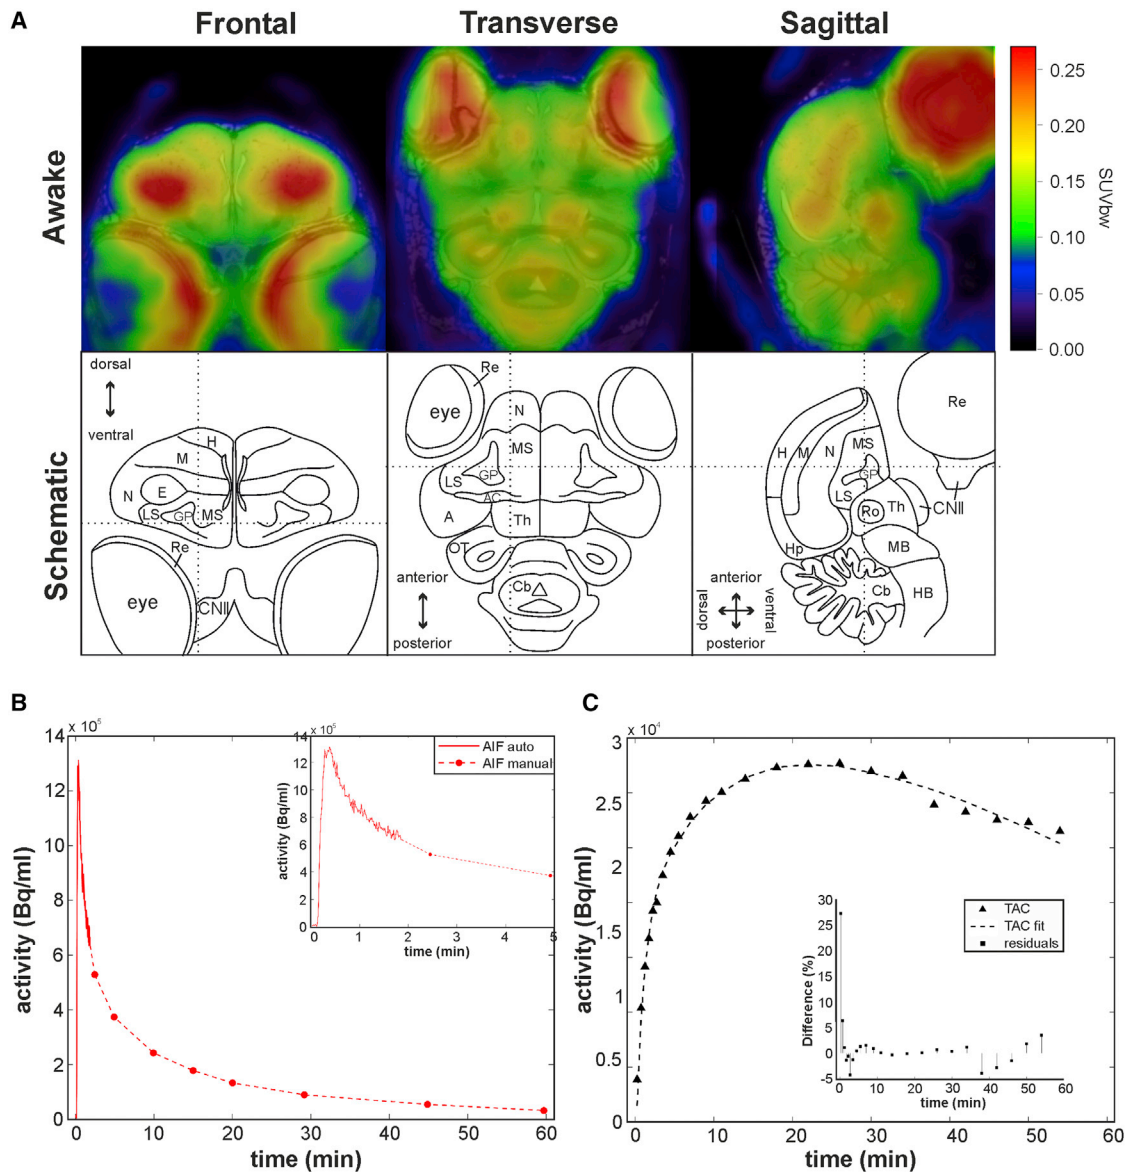 A
Frontal
Transverse
Sagittal
Awake
0.25
0.20
0.15
0.10
0.05
0.00
SUVbw
Schematic
dorsal
ventral
H
M
N
E
LS
GP
MS
Re
eye
CNII
Re
eye
N
MS
LS
GP
AC
A
Th
OT
Cb
anterior
posterior
Re
H
M
N
MS
GP
LS
Ro
Th
CNII
Hp
MB
Cb
HB
anterior
dorsal
ventral
posterior
B
x 10⁵
14
12
10
8
6
4
2
0
activity (Bq/ml)
0 10 20 30 40 50 60
time (min)
x 10⁵
14
12
10
8
6
4
2
0
activity (Bq/ml)
0 1 2 3 4 5
time (min)
AIF auto
AIF manual
C
x 10⁴
3
2.5
2
1.5
1
0.5
0
activity (Bq/ml)
0 10 20 30 40 50 60
time (min)
30
25
20
15
10
5
0
-5
Difference (%)
0 10 20 30 40 50 60
time (min)
TAC
TAC fit
residuals